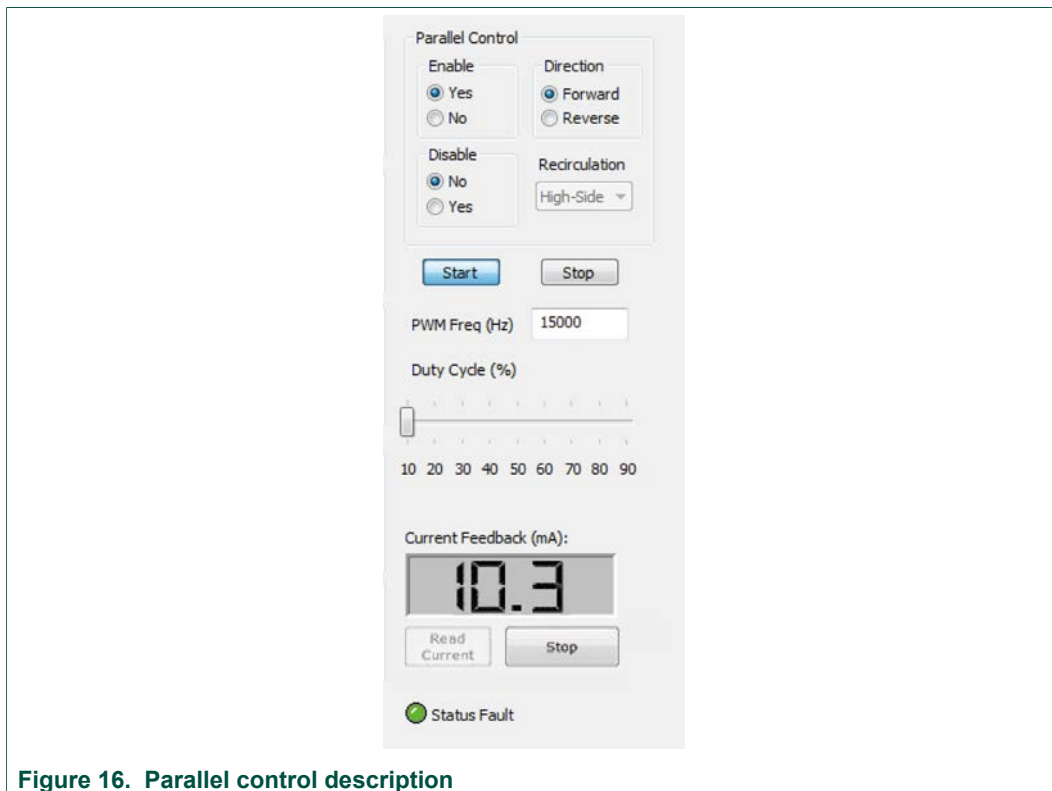 Parallel Control
Enable
Yes
No
Direction
Forward
Reverse
Disable
No
Yes
Recirculation
High-Side
Start Stop
PWM Freq (Hz) 15000
Duty Cycle (%)
10 20 30 40 50 60 70 80 90
Current Feedback (mA):
10.3
Read
Current
Stop
Status Fault
Figure 16. Parallel control description